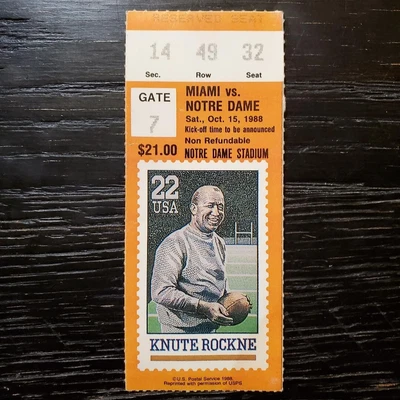 RESERVED SEAT
14 49 32
Sec. Row Seat
GATE
7
$21.00
MIAMI vs.
NOTRE DAME
Sat., Oct. 15, 1988
Kick-off time to be announced
Non Refundable
NOTRE DAME STADIUM
22
USA
KNUTE ROCKNE
©U.S. Postal Service 1988
Reprinted with permission of USPS